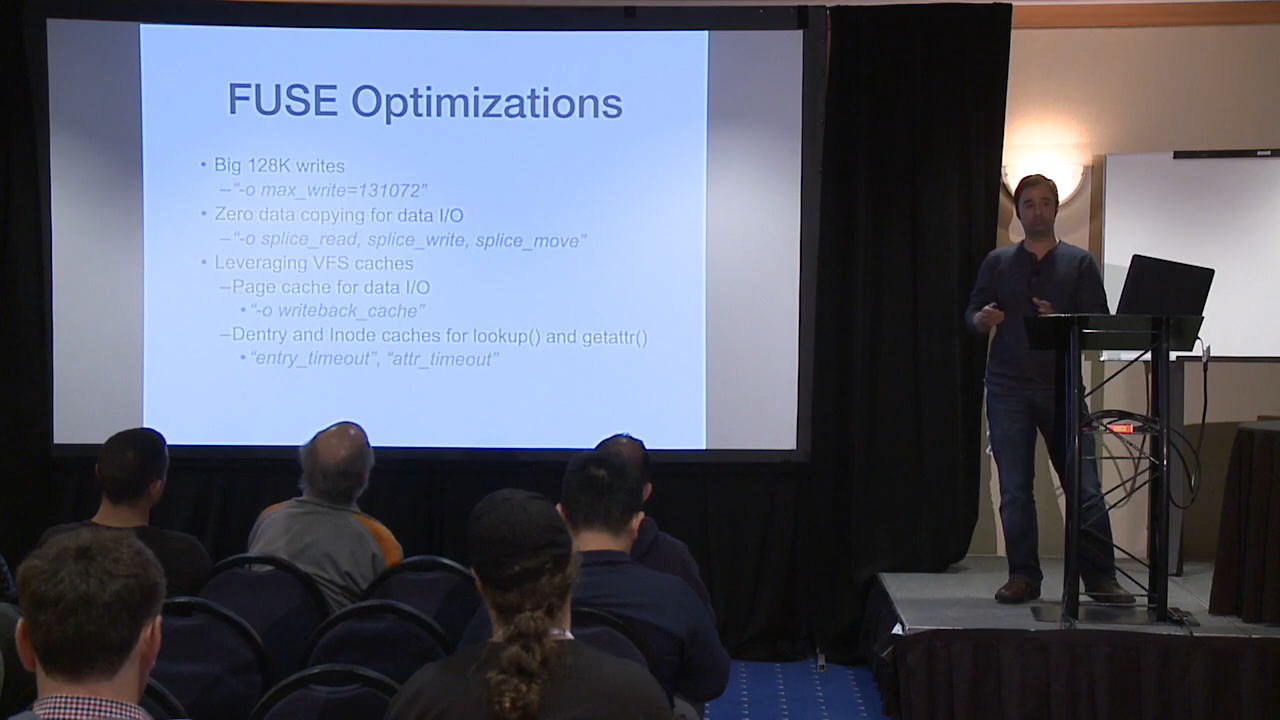 FUSE Optimizations
• Big 128K writes
–“-o max_write=131072”
• Zero data copying for data I/O
–“-o splice_read, splice_write, splice_move”
• Leveraging VFS caches
–Page cache for data I/O
• “-o writeback_cache”
–Dentry and Inode caches for lookup() and getattr()
• “entry_timeout”, “attr_timeout”